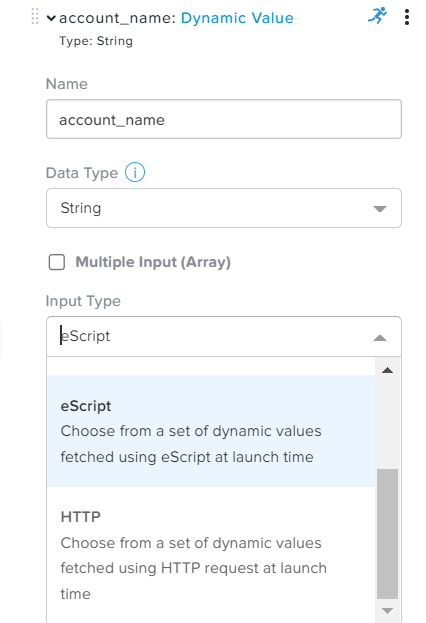 account_name: Dynamic Value
Type: String
Name
account_name
Data Type i
String
Multiple Input (Array)
Input Type
eScript
eScript
Choose from a set of dynamic values
fetched using eScript at launch time
HTTP
Choose from a set of dynamic values
fetched using HTTP request at launch
time